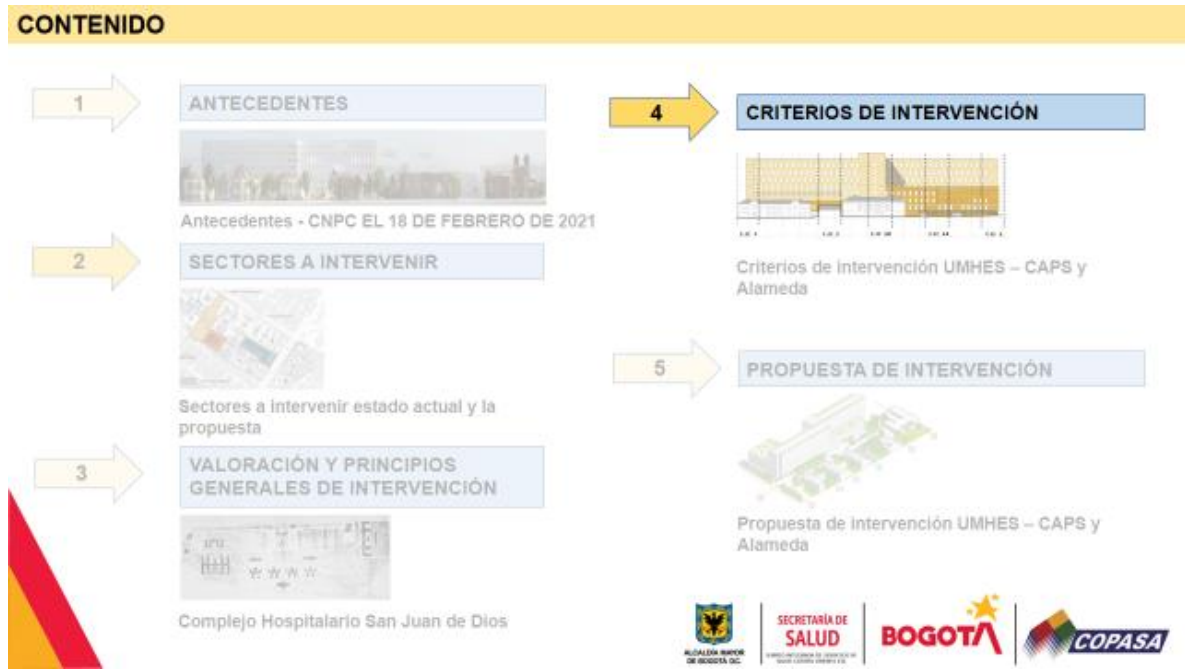 CONTENIDO
1
ANTECEDENTES
Antecedentes - CNPC EL 18 DE FEBRERO DE 2021
2
SECTORES A INTERVENIR
Sectores a intervenir estado actual y la
propuesta
3
VALORACIÓN Y PRINCIPIOS
GENERALES DE INTERVENCIÓN
Complejo Hospitalario San Juan de Dios
4
CRITERIOS DE INTERVENCIÓN
Criterios de intervención UMHES – CAPS y
Alameda
5
PROPUESTA DE INTERVENCIÓN
Propuesta de intervención UMHES – CAPS y
Alameda
ALCALDÍA MAYOR
DE BOGOTÁ D.C.
SECRETARÍA DE
SALUD
BOGOTÁ
COPASA